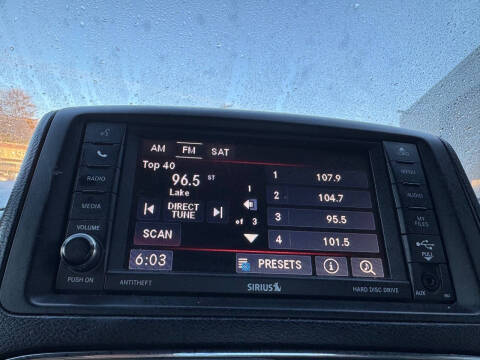 AM FM SAT
Top 40
96.5 ST
Lake
DIRECT TUNE
SCAN
1 of 3
1 107.9
2 104.7
3 95.5
4 101.5
6:03
PRESETS
RADIO
MEDIA
VOLUME
PUSH ON
ANTITHEFT
SIRIUS
HARD DISC DRIVE
MENU
AUDIO
MY FILES
PULL
AUX